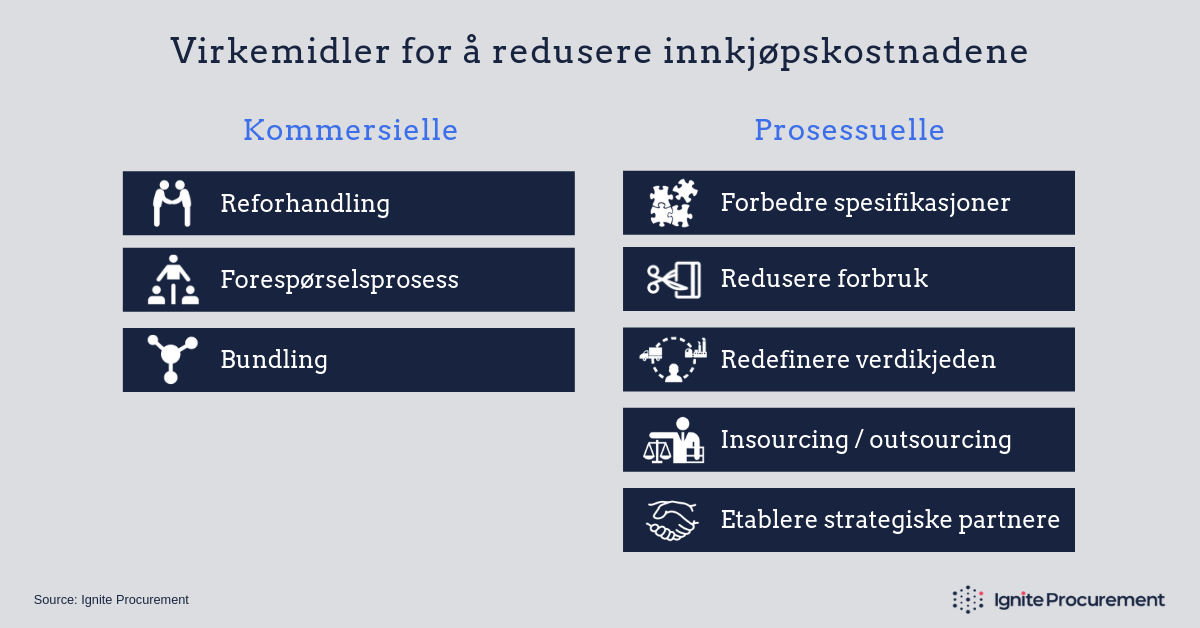 Virkemidler for å redusere innkjøpskostnadene
Kommersielle
Reforhandling
Forespørselsprosess
Bundling
Prosessuelle
Forbedre spesifikasjoner
Redusere forbruk
Redefinere verdikjeden
Insourcing / outsourcing
Etablere strategiske partnere
Source: Ignite Procurement
Ignite Procurement